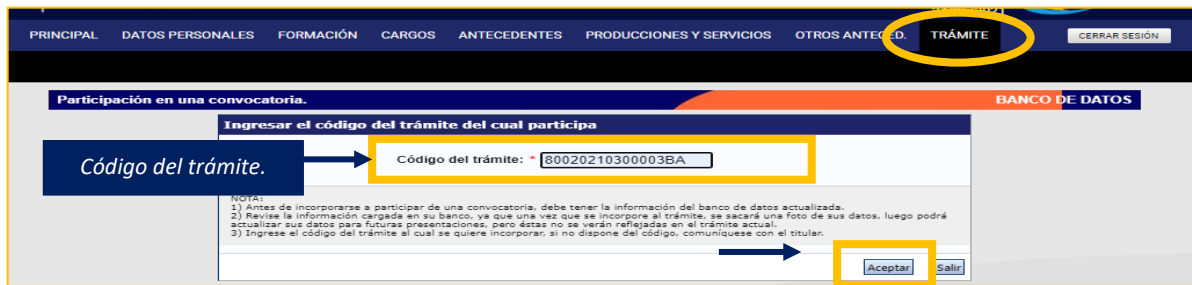 PRINCIPAL DATOS PERSONALES FORMACIÓN CARGOS ANTECEDENTES PRODUCCIONES Y SERVICIOS OTROS ANTECED. TRÁMITE CERRAR SESIÓN
Participación en una convocatoria. BANCO DE DATOS
Ingresar el código del trámite del cual participa
Código del trámite.
Código del trámite: * 80020210300003BA
NOTA:
1) Antes de incorporarse a participar de una convocatoria, debe tener la información del banco de datos actualizada.
2) Revise la información cargada en su banco, ya que una vez que se incorpore al trámite, se sacará una foto de sus datos, luego podrá
actualizar sus datos para futuras presentaciones, pero éstas no se verán reflejadas en el trámite actual.
3) Ingrese el código del trámite al cual se quiere incorporar, si no dispone del código, comuníquese con el titular.
Aceptar Salir